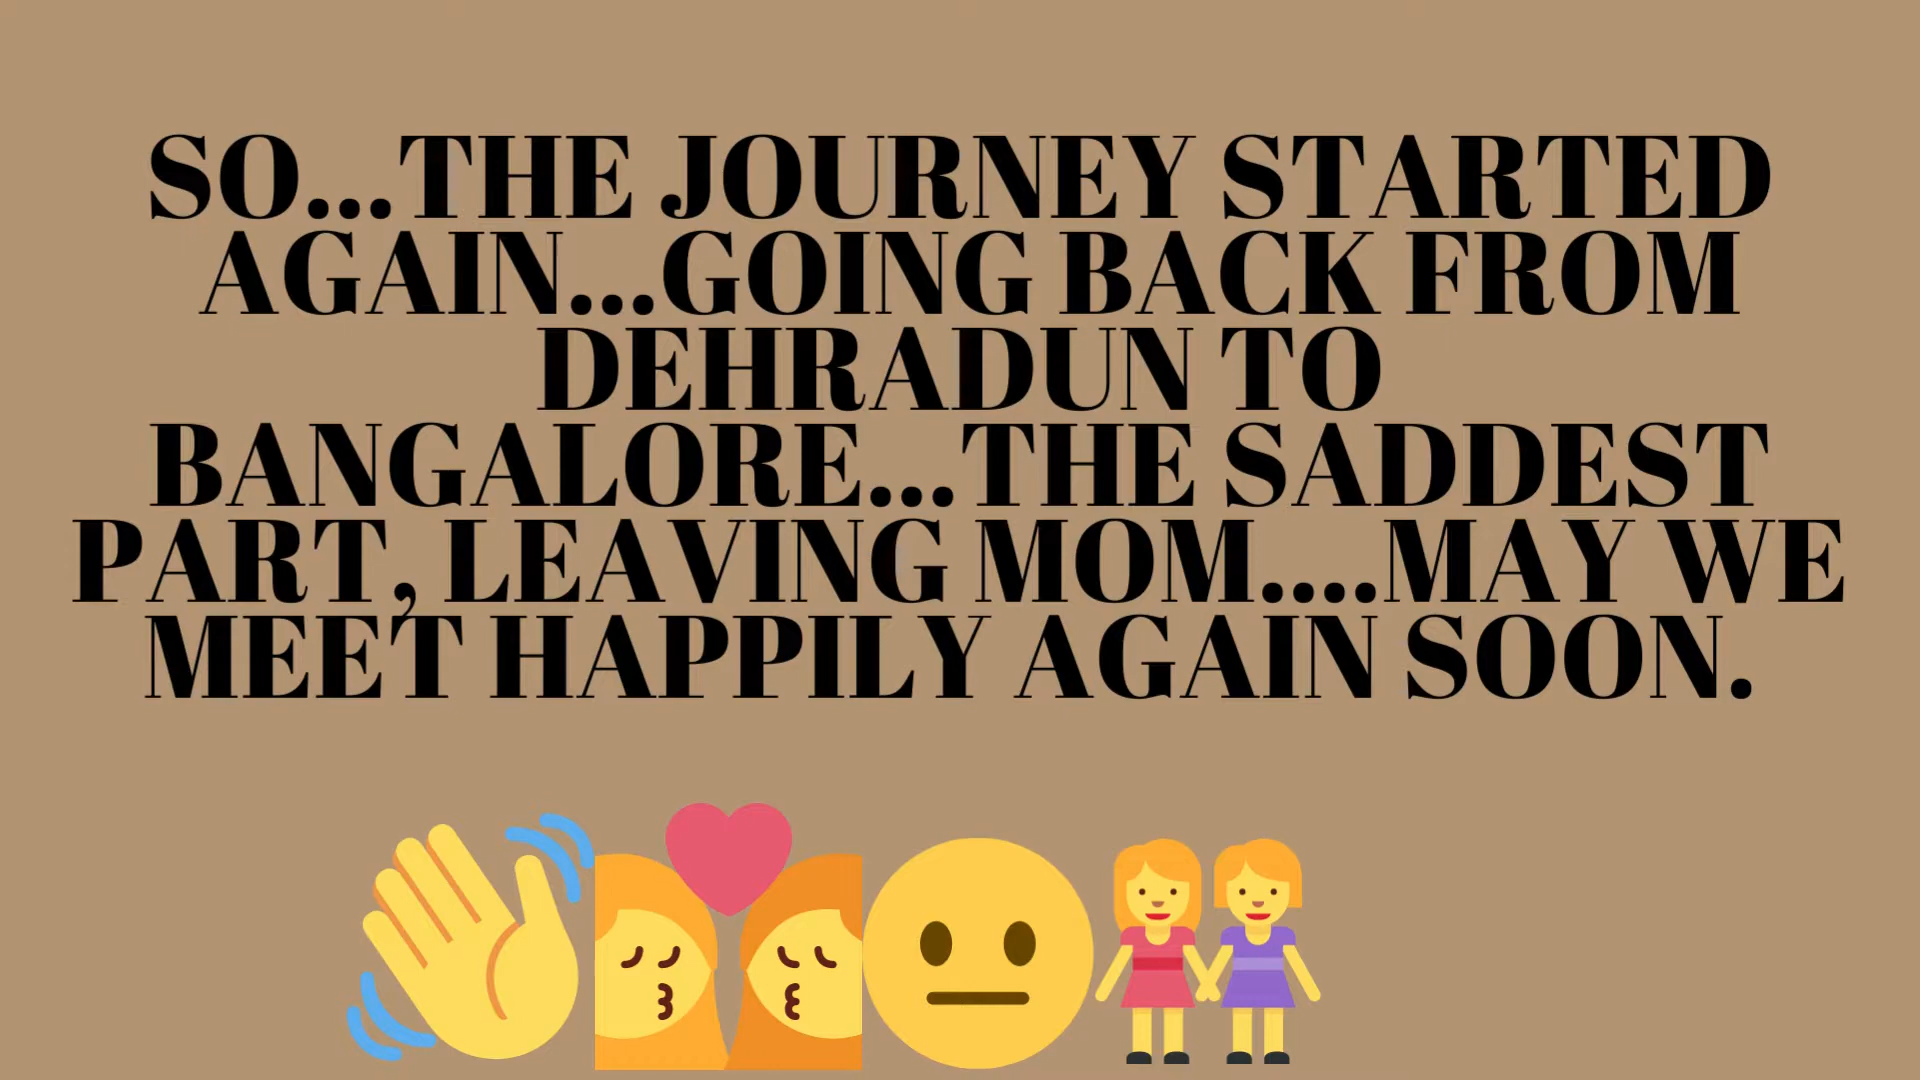 SO...THE JOURNEY STARTED
AGAIN...GOING BACK FROM
DEHRADUN TO
BANGALORE...THE SADDEST
PART, LEAVING MOM....MAY WE
MEET HAPPILY AGAIN SOON.